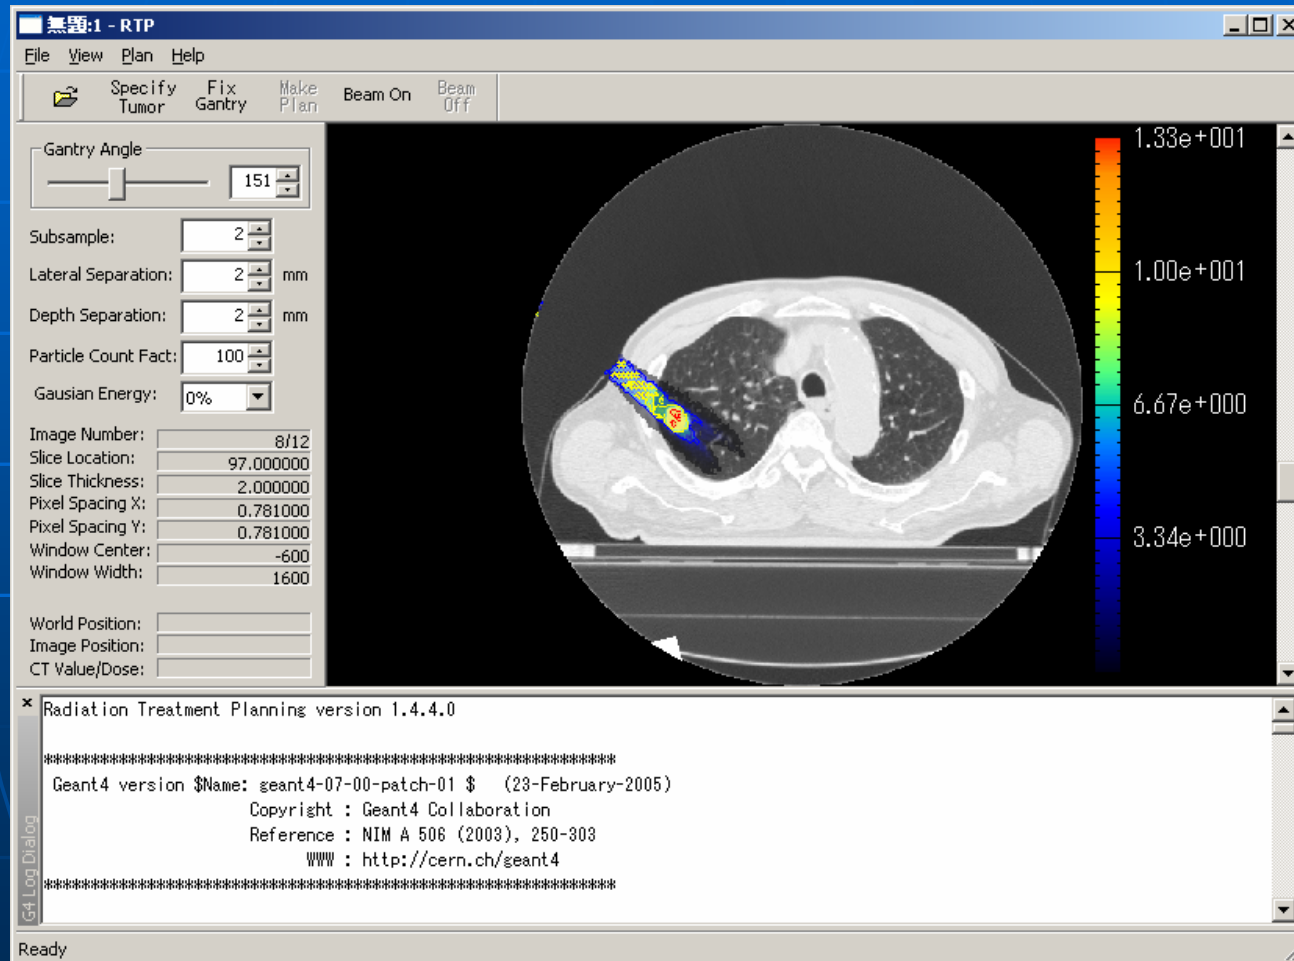 無題:1 - RTP
File View Plan Help
Specify Tumor
Fix Gantry
Make Plan
Beam On
Beam Off
Gantry Angle
151
Subsample: 2
Lateral Separation: 2 mm
Depth Separation: 2 mm
Particle Count Fact: 100
Gausian Energy: 0%
Image Number: 8/12
Slice Location: 97.000000
Slice Thickness: 2.000000
Pixel Spacing X: 0.781000
Pixel Spacing Y: 0.781000
Window Center: -600
Window Width: 1600
World Position:
Image Position:
CT Value/Dose:
1.33e+001
1.00e+001
6.67e+000
3.34e+000
G4 Log Dialog
Radiation Treatment Planning version 1.4.4.0
*************************************************************
Geant4 version $Name: geant4-07-00-patch-01 $ (23-February-2005)
Copyright : Geant4 Collaboration
Reference : NIM A 506 (2003), 250-303
WWW : http://cern.ch/geant4
*************************************************************
Ready